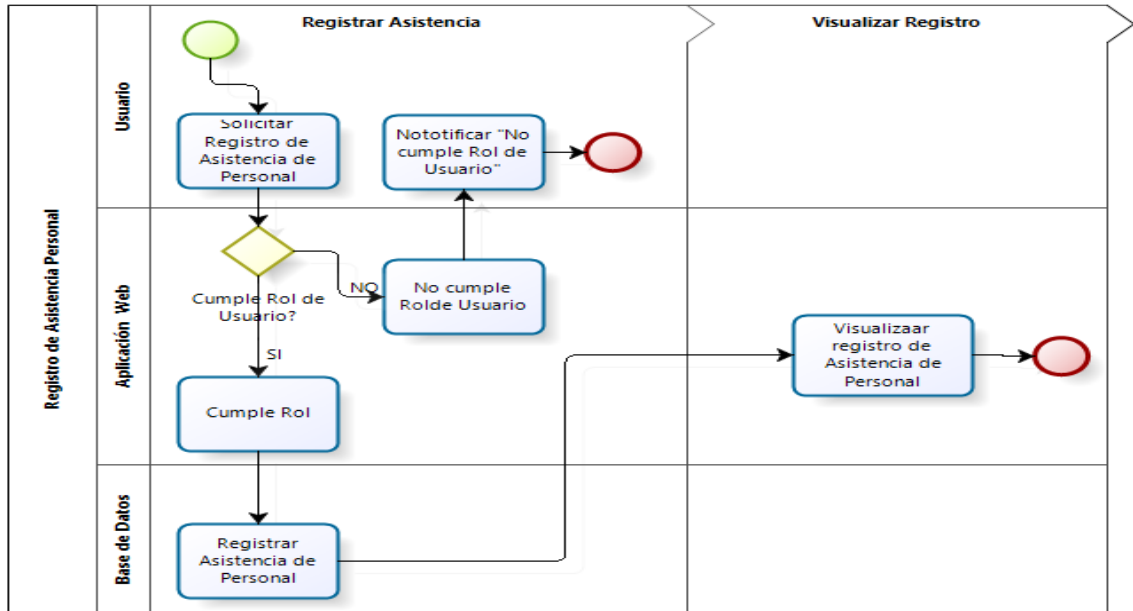 Registrar Asistencia
Visualizar Registro
Registro de Asistencia Personal
Usuario
Solicitar
Registro de
Asistencia de
Personal
Nototificar "No
cumple Rol de
Usuario"
Aplicación Web
Cumple Rol de
Usuario?
NO
No cumple
Rolde Usuario
SI
Cumple Rol
Visualizaar
registro de
Asistencia de
Personal
Base de Datos
Registrar
Asistencia de
Personal